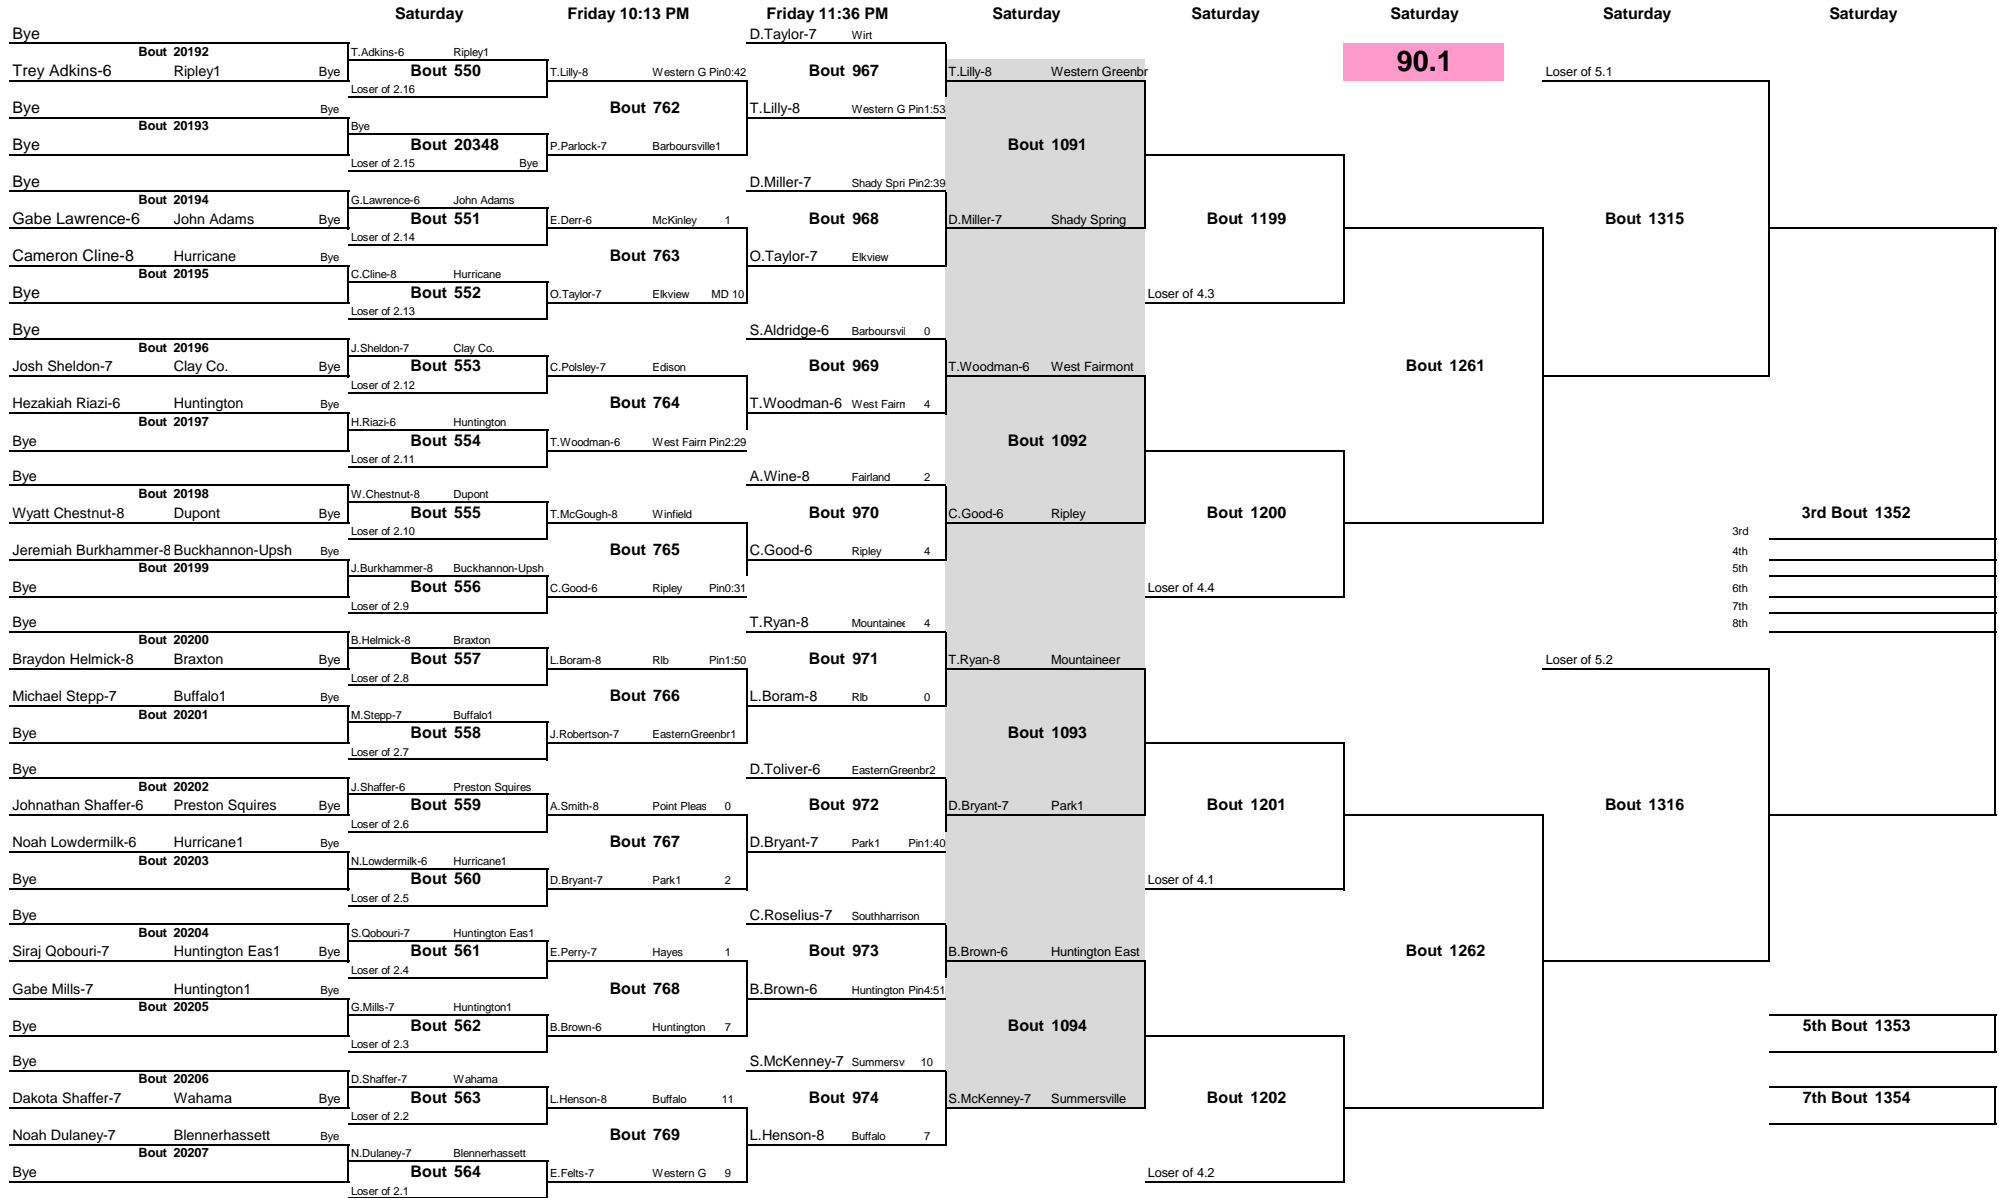 Saturday Friday 10:13 PM Friday 11:36 PM Saturday Saturday Saturday Saturday Saturday
Bye D.Taylor-7 Wirt
Bout 20192 T.Adkins-6 Ripley1
Trey Adkins-6 Ripley1 Bye Bout 550 T.Lilly-8 Western G Pin0:42 Bout 967 T.Lilly-8 Western Greenbr 90.1 Loser of 5.1
Loser of 2.16
Bye Bye Bout 762 T.Lilly-8 Western G Pin1:53
Bout 20193 Bye
Bye Bout 20348 P.Parlock-7 Barboursville1 Bout 1091
Loser of 2.15 Bye
Bye D.Miller-7 Shady Spri Pin2:39
Bout 20194 G.Lawrence-6 John Adams
Gabe Lawrence-6 John Adams Bye Bout 551 E.Derr-6 McKinley 1 Bout 968 D.Miller-7 Shady Spring Bout 1199 Bout 1315
Loser of 2.14
Cameron Cline-8 Hurricane Bye Bout 763 O.Taylor-7 Elkview
Bout 20195 C.Cline-8 Hurricane
Bye Bout 552 O.Taylor-7 Elkview MD 10 Loser of 4.3
Loser of 2.13
Bye S.Aldridge-6 Barboursvil 0
Bout 20196 J.Sheldon-7 Clay Co.
Josh Sheldon-7 Clay Co. Bye Bout 553 C.Polsley-7 Edison Bout 969 T.Woodman-6 West Fairmont Bout 1261
Loser of 2.12
Hezakiah Riazi-6 Huntington Bye Bout 764 T.Woodman-6 West Fairn 4
Bout 20197 H.Riazi-6 Huntington
Bye Bout 554 T.Woodman-6 West Fairn Pin2:29 Bout 1092
Loser of 2.11
Bye A.Wine-8 Fairland 2
Bout 20198 W.Chestnut-8 Dupont
Wyatt Chestnut-8 Dupont Bye Bout 555 T.McGough-8 Winfield Bout 970 C.Good-6 Ripley Bout 1200 3rd Bout 1352
Loser of 2.10 3rd
Jeremiah Burkhammer-8 Buckhannon-Upsh Bye Bout 765 C.Good-6 Ripley 4 4th
Bout 20199 J.Burkhammer-8 Buckhannon-Upsh 5th
Bye Bout 556 C.Good-6 Ripley Pin0:31 Loser of 4.4 6th
Loser of 2.9 7th
Bye T.Ryan-8 Mountainee 4 8th
Bout 20200 B.Helmick-8 Braxton
Braydon Helmick-8 Braxton Bye Bout 557 L.Boram-8 Rlb Pin1:50 Bout 971 T.Ryan-8 Mountaineer Loser of 5.2
Loser of 2.8
Michael Stepp-7 Buffalo1 Bye Bout 766 L.Boram-8 Rlb 0
Bout 20201 M.Stepp-7 Buffalo1
Bye Bout 558 J.Robertson-7 EasternGreenbr1 Bout 1093
Loser of 2.7
Bye D.Toliver-6 EasternGreenbr2
Bout 20202 J.Shaffer-6 Preston Squires
Johnathan Shaffer-6 Preston Squires Bye Bout 559 A.Smith-8 Point Pleas 0 Bout 972 D.Bryant-7 Park1 Bout 1201 Bout 1316
Loser of 2.6
Noah Lowdermilk-6 Hurricane1 Bye Bout 767 D.Bryant-7 Park1 Pin1:40
Bout 20203 N.Lowdermilk-6 Hurricane1
Bye Bout 560 D.Bryant-7 Park1 2 Loser of 4.1
Loser of 2.5
Bye C.Roselius-7 Southharrison
Bout 20204 S.Qobouri-7 Huntington Eas1
Siraj Qobouri-7 Huntington Eas1 Bye Bout 561 E.Perry-7 Hayes 1 Bout 973 B.Brown-6 Huntington East Bout 1262
Loser of 2.4
Gabe Mills-7 Huntington1 Bye Bout 768 B.Brown-6 Huntington Pin4:51
Bout 20205 G.Mills-7 Huntington1
Bye Bout 562 B.Brown-6 Huntington 7 Bout 1094 5th Bout 1353
Loser of 2.3
Bye S.McKenney-7 Summersv 10
Bout 20206 D.Shaffer-7 Wahama
Dakota Shaffer-7 Wahama Bye Bout 563 L.Henson-8 Buffalo 11 Bout 974 S.McKenney-7 Summersville Bout 1202 7th Bout 1354
Loser of 2.2
Noah Dulaney-7 Blennerhassett Bye Bout 769 L.Henson-8 Buffalo 7
Bout 20207 N.Dulaney-7 Blennerhassett
Bye Bout 564 E.Felts-7 Western G 9 Loser of 4.2
Loser of 2.1